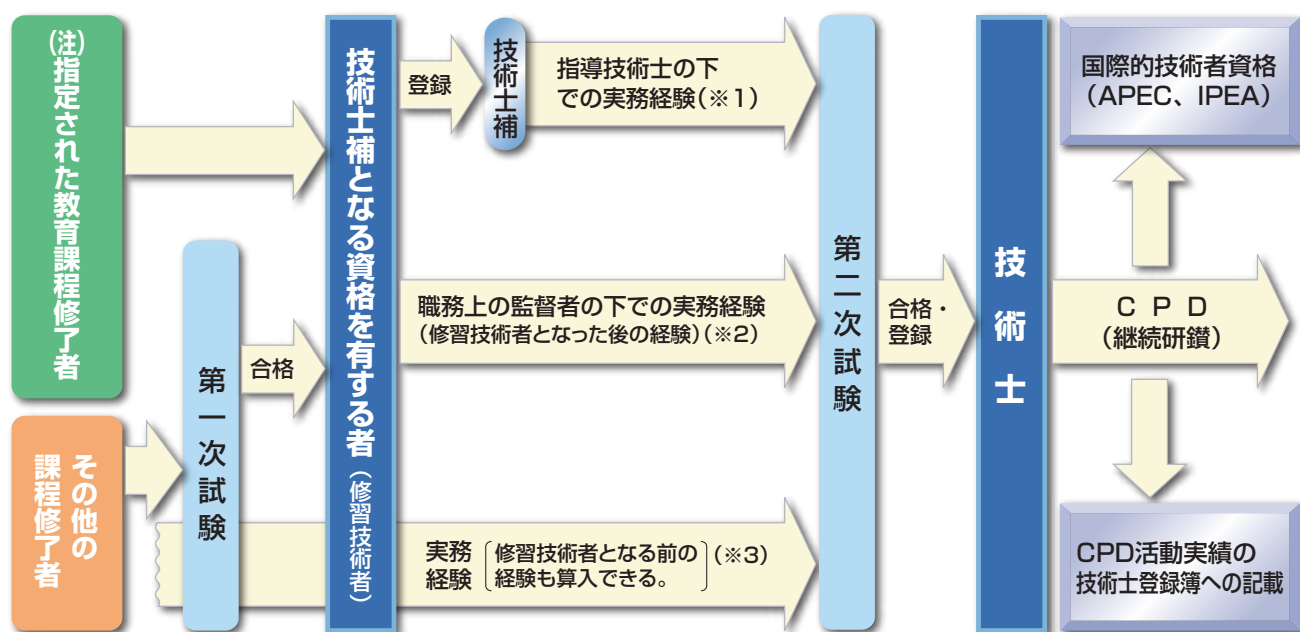 (注)指定された教育課程修了者
その他の
課程修了者
第一次試験
合格
技術士補となる資格を有する者(修習技術者)
登録
技術士補
指導技術士の下
での実務経験(※1)
職務上の監督者の下での実務経験
(修習技術者となった後の経験)(※2)
実務
経験
修習技術者となる前の
経験も算入できる。
(※3)
第二次試験
合格・
登録
技術士
国際的技術者資格
(APEC、IPEA)
CPD
(継続研鑽)
CPD活動実績の
技術士登録簿への記載